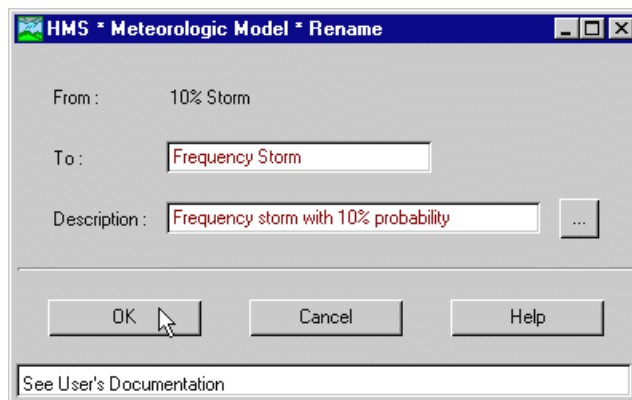 HMS * Meteorologic Model * Rename
From : 10% Storm
To : Frequency Storm
Description : Frequency storm with 10% probability ...
OK Cancel Help
See User's Documentation